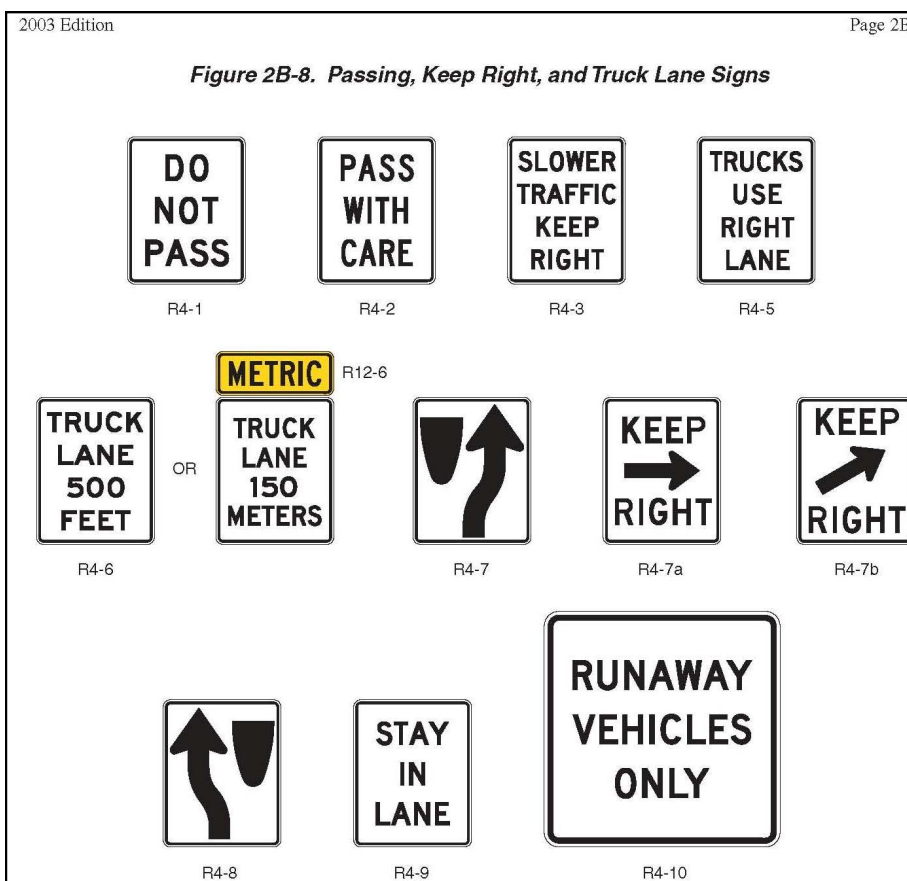 2003 Edition
Page 2B
Figure 2B-8. Passing, Keep Right, and Truck Lane Signs
DO
NOT
PASS
R4-1
PASS
WITH
CARE
R4-2
SLOWER
TRAFFIC
KEEP
RIGHT
R4-3
TRUCKS
USE
RIGHT
LANE
R4-5
TRUCK
LANE
500
FEET
R4-6
OR
METRIC
R12-6
TRUCK
LANE
150
METERS
R4-7
KEEP
RIGHT
R4-7a
KEEP
RIGHT
R4-7b
R4-8
STAY
IN
LANE
R4-9
RUNAWAY
VEHICLES
ONLY
R4-10